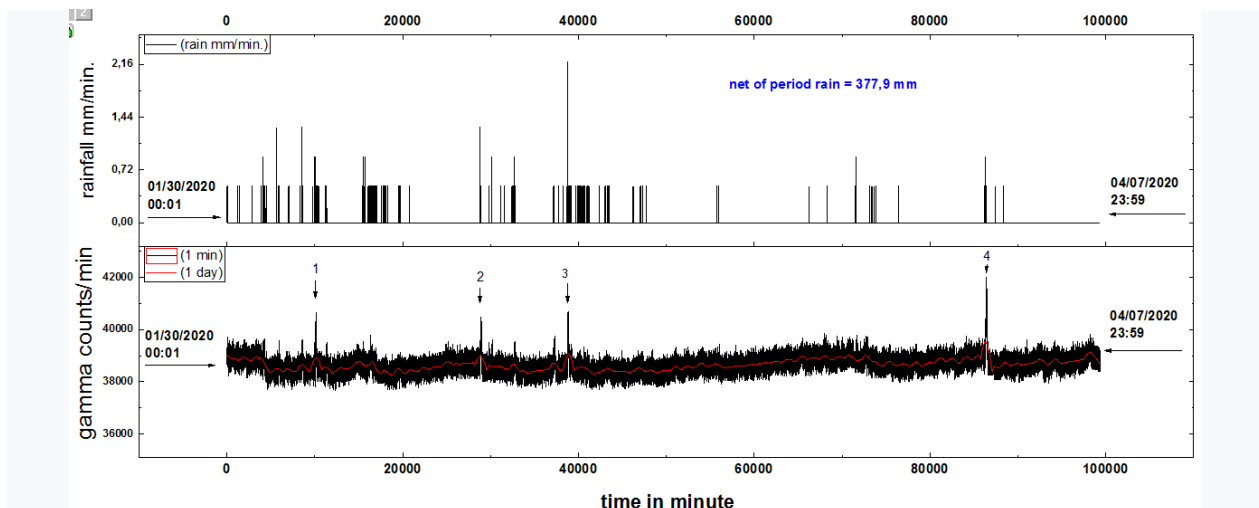 2
0 20000 40000 60000 80000 100000
(rain mm/min.)
2,16
net of period rain = 377,9 mm
1,44
rainfall mm/min.
0,72
01/30/2020
00:01
04/07/2020
23:59
0,00
(1 min)
(1 day)
42000
1 2 3 4
gamma counts/min
40000
01/30/2020
00:01
04/07/2020
23:59
38000
36000
0 20000 40000 60000 80000 100000
time in minute